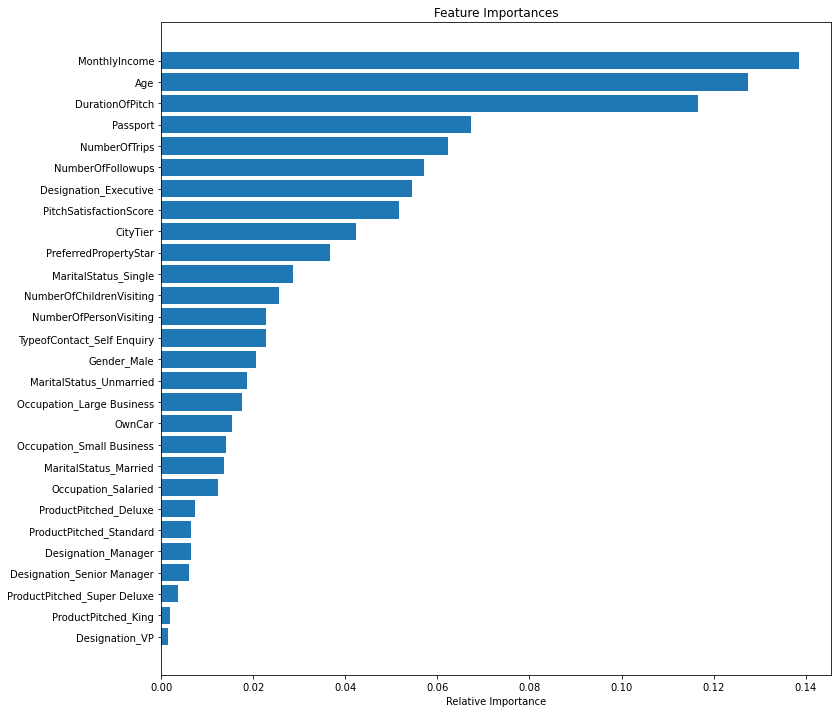 Feature Importances
MonthlyIncome
Age
DurationOfPitch
Passport
NumberOfTrips
NumberOfFollowups
Designation_Executive
PitchSatisfactionScore
CityTier
PreferredPropertyStar
MaritalStatus_Single
NumberOfChildrenVisiting
NumberOfPersonVisiting
TypeofContact_Self Enquiry
Gender_Male
MaritalStatus_Unmarried
Occupation_Large Business
OwnCar
Occupation_Small Business
MaritalStatus_Married
Occupation_Salaried
ProductPitched_Deluxe
ProductPitched_Standard
Designation_Manager
Designation_Senior Manager
ProductPitched_Super Deluxe
ProductPitched_King
Designation_VP
0.00 0.02 0.04 0.06 0.08 0.10 0.12 0.14
Relative Importance